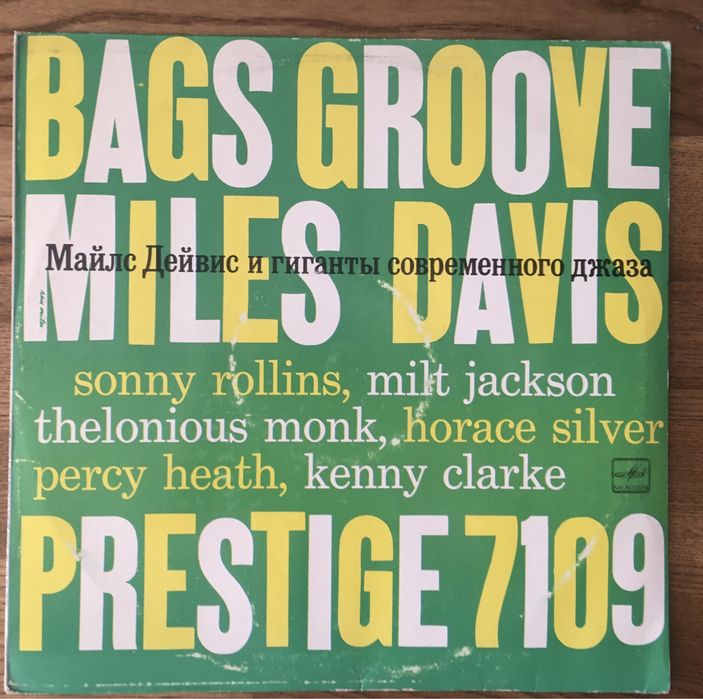 BAGS GROOVE
MILES DAVIS
Майлс Дейвис и гиганты современного джаза
sonny rollins, milt jackson
thelonious monk, horace silver
percy heath, kenny clarke
МЕЛОДИЯ
PRESTIGE 7109